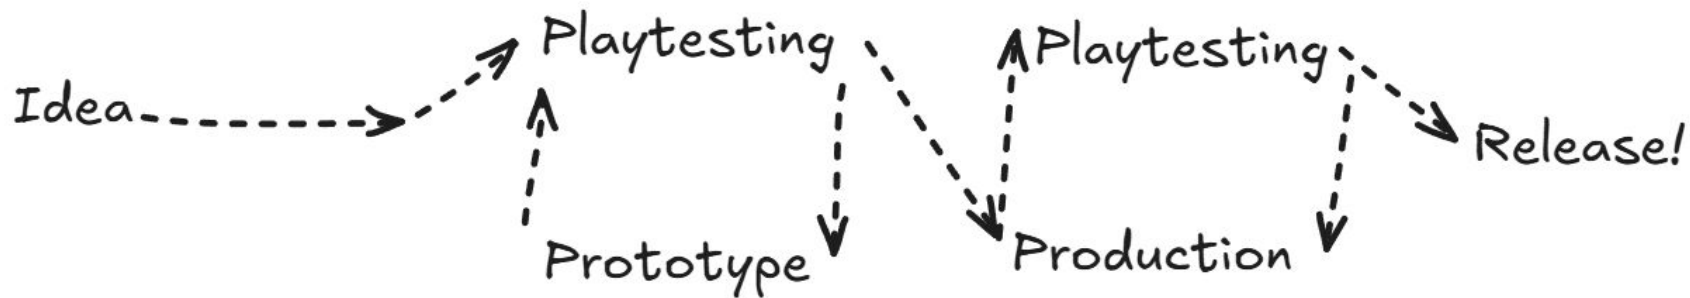 Idea
Playtesting
Prototype
Playtesting
Production
Release!